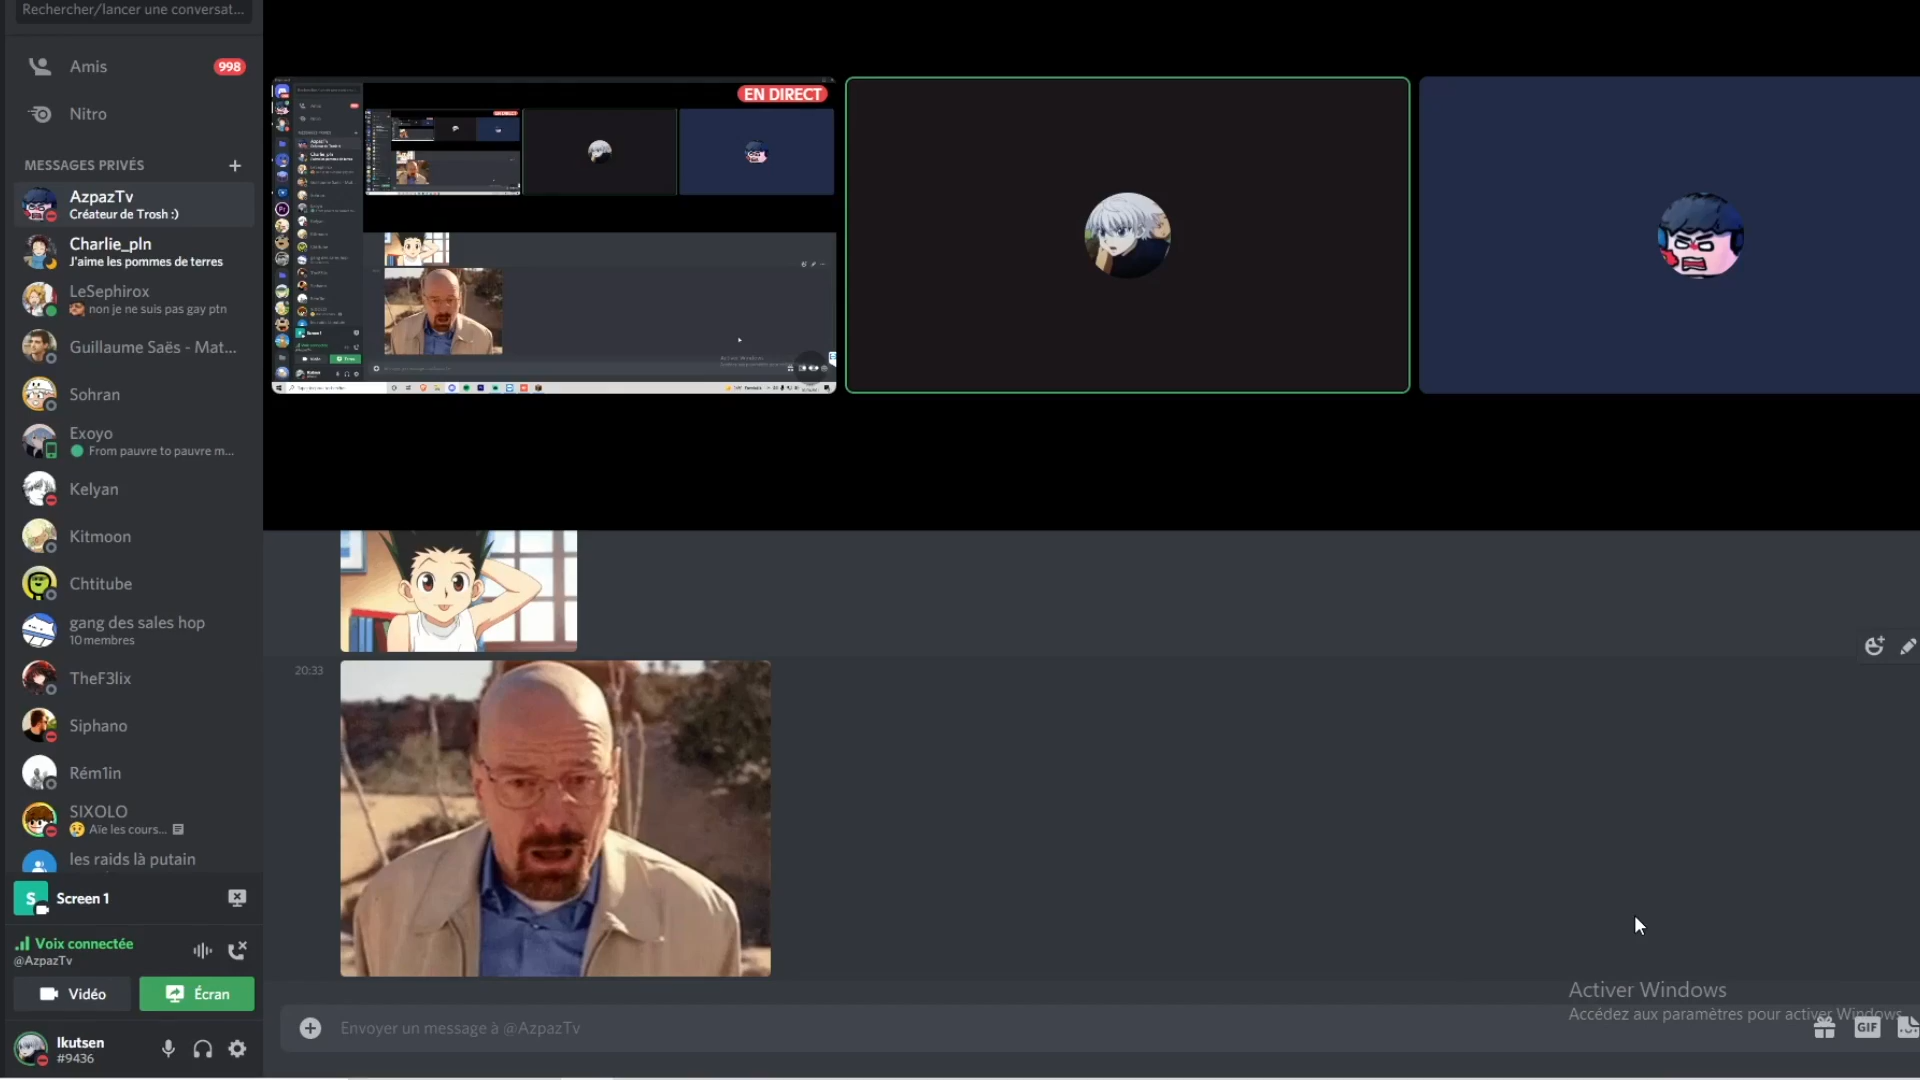 Rechercher/lancer une conversat...
Amis
998
Nitro
MESSAGES PRIVÉS
AzpazTv
Créateur de Trosh :)
Charlie_pln
J'aime les pommes de terres
LeSephirox
non je ne suis pas gay ptn
Guillaume Saës - Mat...
Sohran
Exoyo
From pauvre to pauvre m...
Kelyan
Kitmoon
Chtitube
gang des sales hop
10 membres
TheF3lix
Siphano
Rém1in
SIXOLO
Aïe les cours...
les raids là putain
S
Screen 1
Voix connectée
@AzpazTv
Vidéo
Écran
Ikutsen
#9436
EN DIRECT
20:33
Envoyer un message à @AzpazTv
Activer Windows
Accédez aux paramètres pour activer Windows.
GIF